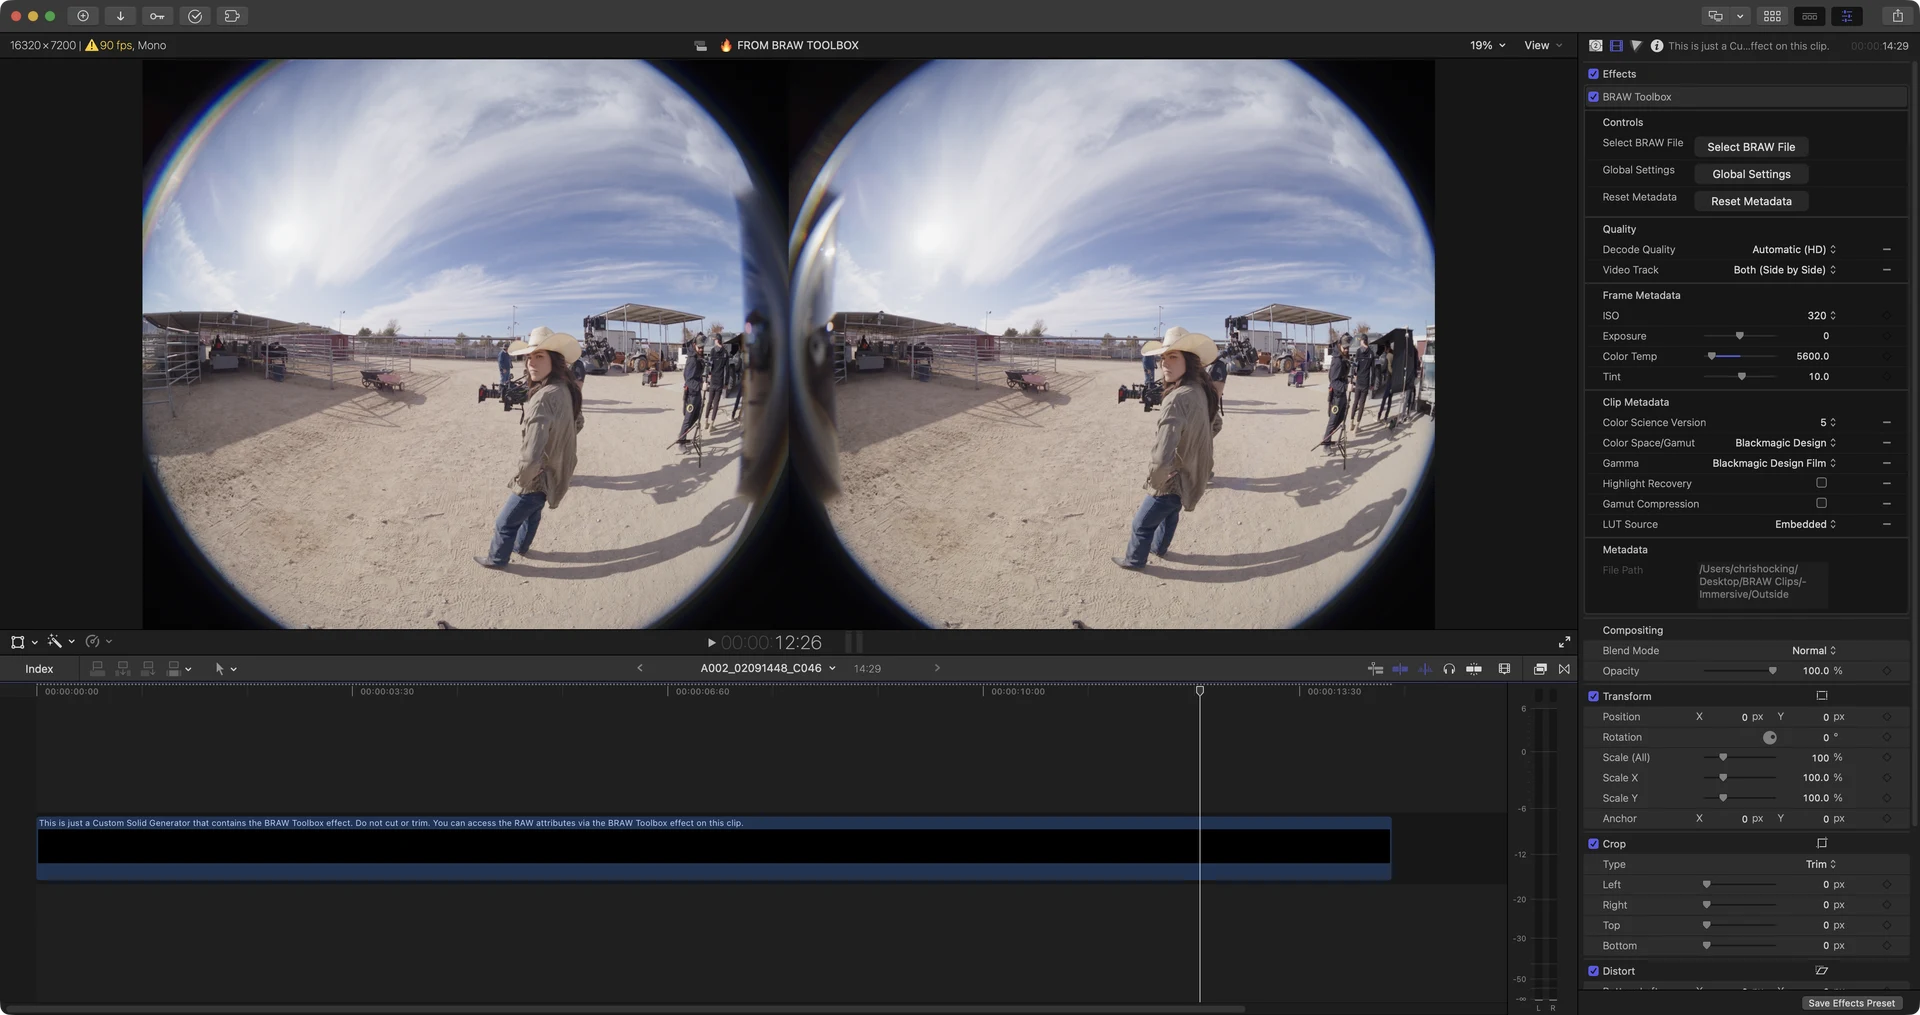 16320×7200 | 90 fps, Mono
FROM BRAW TOOLBOX
19%
View
This is just a Cu...ffect on this clip.
00:00:14:29
Effects
BRAW Toolbox
Controls
Select BRAW File
Select BRAW File
Global Settings
Global Settings
Reset Metadata
Reset Metadata
Quality
Decode Quality Automatic (HD)
Video Track Both (Side by Side)
Frame Metadata
ISO 320
Exposure 0
Color Temp 5600.0
Tint 10.0
Clip Metadata
Color Science Version 5
Color Space/Gamut Blackmagic Design
Gamma Blackmagic Design Film
Highlight Recovery
Gamut Compression
LUT Source Embedded
Metadata
File Path /Users/chrishocking/
Desktop/BRAW Clips/-
Immersive/Outside
Compositing
Blend Mode Normal
Opacity 100.0 %
Transform
Position X 0 px Y 0 px
Rotation 0 °
Scale (All) 100 %
Scale X 100.0 %
Scale Y 100.0 %
Anchor X 0 px Y 0 px
Crop
Type Trim
Left 0 px
Right 0 px
Top 0 px
Bottom 0 px
Distort
Save Effects Preset
00:00:12:26
Index
A002_02091448_C046
14:29
00:00:00:00 00:00:03:30 00:00:06:60 00:00:10:00 00:00:13:30
This is just a Custom Solid Generator that contains the BRAW Toolbox effect. Do not cut or trim. You can access the RAW attributes via the BRAW Toolbox effect on this clip.
6
0
-6
-12
-20
-30
-50
-∞
L R